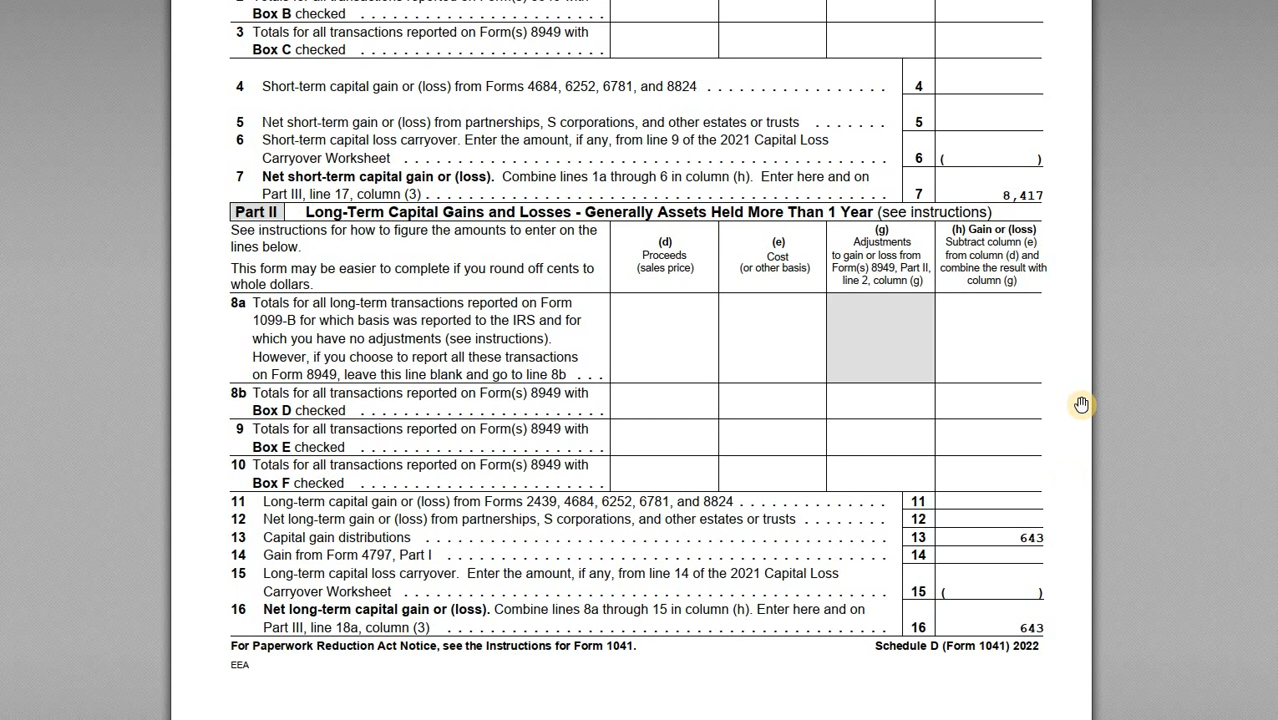 Box B checked . . . . . . . . . . . . . . . . . . . . . . . .
3 Totals for all transactions reported on Form(s) 8949 with
Box C checked . . . . . . . . . . . . . . . . . . . . . . . .
4 Short-term capital gain or (loss) from Forms 4684, 6252, 6781, and 8824 . . . . . . . . . . . . . . . . . 4
5 Net short-term gain or (loss) from partnerships, S corporations, and other estates or trusts . . . . . . . 5
6 Short-term capital loss carryover. Enter the amount, if any, from line 9 of the 2021 Capital Loss
Carryover Worksheet . . . . . . . . . . . . . . . . . . . . . . . . . . . . . . . . . . . . . . . . . . . . . . 6 ( )
7 Net short-term capital gain or (loss). Combine lines 1a through 6 in column (h). Enter here and on
Part III, line 17, column (3) . . . . . . . . . . . . . . . . . . . . . . . . . . . . . . . . . . . . . . . . . . . . 7 8,417
Part II Long-Term Capital Gains and Losses - Generally Assets Held More Than 1 Year (see instructions)
See instructions for how to figure the amounts to enter on the
lines below.
This form may be easier to complete if you round off cents to
whole dollars.
(d)
Proceeds
(sales price)
(e)
Cost
(or other basis)
(g)
Adjustments
to gain or loss from
Form(s) 8949, Part II,
line 2, column (g)
(h) Gain or (loss)
Subtract column (e)
from column (d) and
combine the result with
column (g)
8a Totals for all long-term transactions reported on Form
1099-B for which basis was reported to the IRS and for
which you have no adjustments (see instructions).
However, if you choose to report all these transactions
on Form 8949, leave this line blank and go to line 8b . . .
8b Totals for all transactions reported on Form(s) 8949 with
Box D checked . . . . . . . . . . . . . . . . . . . . . . . .
9 Totals for all transactions reported on Form(s) 8949 with
Box E checked . . . . . . . . . . . . . . . . . . . . . . . .
10 Totals for all transactions reported on Form(s) 8949 with
Box F checked . . . . . . . . . . . . . . . . . . . . . . . .
11 Long-term capital gain or (loss) from Forms 2439, 4684, 6252, 6781, and 8824 . . . . . . . . . . . . . . 11
12 Net long-term gain or (loss) from partnerships, S corporations, and other estates or trusts . . . . . . . . 12
13 Capital gain distributions . . . . . . . . . . . . . . . . . . . . . . . . . . . . . . . . . . . . . . . . . . . . 13 643
14 Gain from Form 4797, Part I . . . . . . . . . . . . . . . . . . . . . . . . . . . . . . . . . . . . . . . . . . 14
15 Long-term capital loss carryover. Enter the amount, if any, from line 14 of the 2021 Capital Loss
Carryover Worksheet . . . . . . . . . . . . . . . . . . . . . . . . . . . . . . . . . . . . . . . . . . . . . . 15 ( )
16 Net long-term capital gain or (loss). Combine lines 8a through 15 in column (h). Enter here and on
Part III, line 18a, column (3) . . . . . . . . . . . . . . . . . . . . . . . . . . . . . . . . . . . . . . . . . . 16 643
For Paperwork Reduction Act Notice, see the Instructions for Form 1041. Schedule D (Form 1041) 2022
EEA